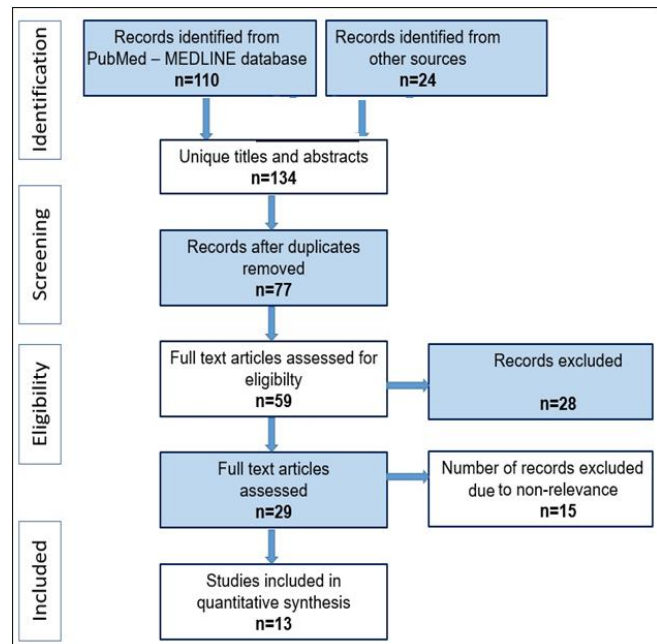 Identification
Records identified from
PubMed – MEDLINE database
n=110
Records identified from
other sources
n=24
Unique titles and abstracts
n=134
Screening
Records after duplicates
removed
n=77
Eligibility
Full text articles assessed for
eligibilty
n=59
Records excluded
n=28
Full text articles
assessed
n=29
Number of records excluded
due to non-relevance
n=15
Included
Studies included in
quantitative synthesis
n=13